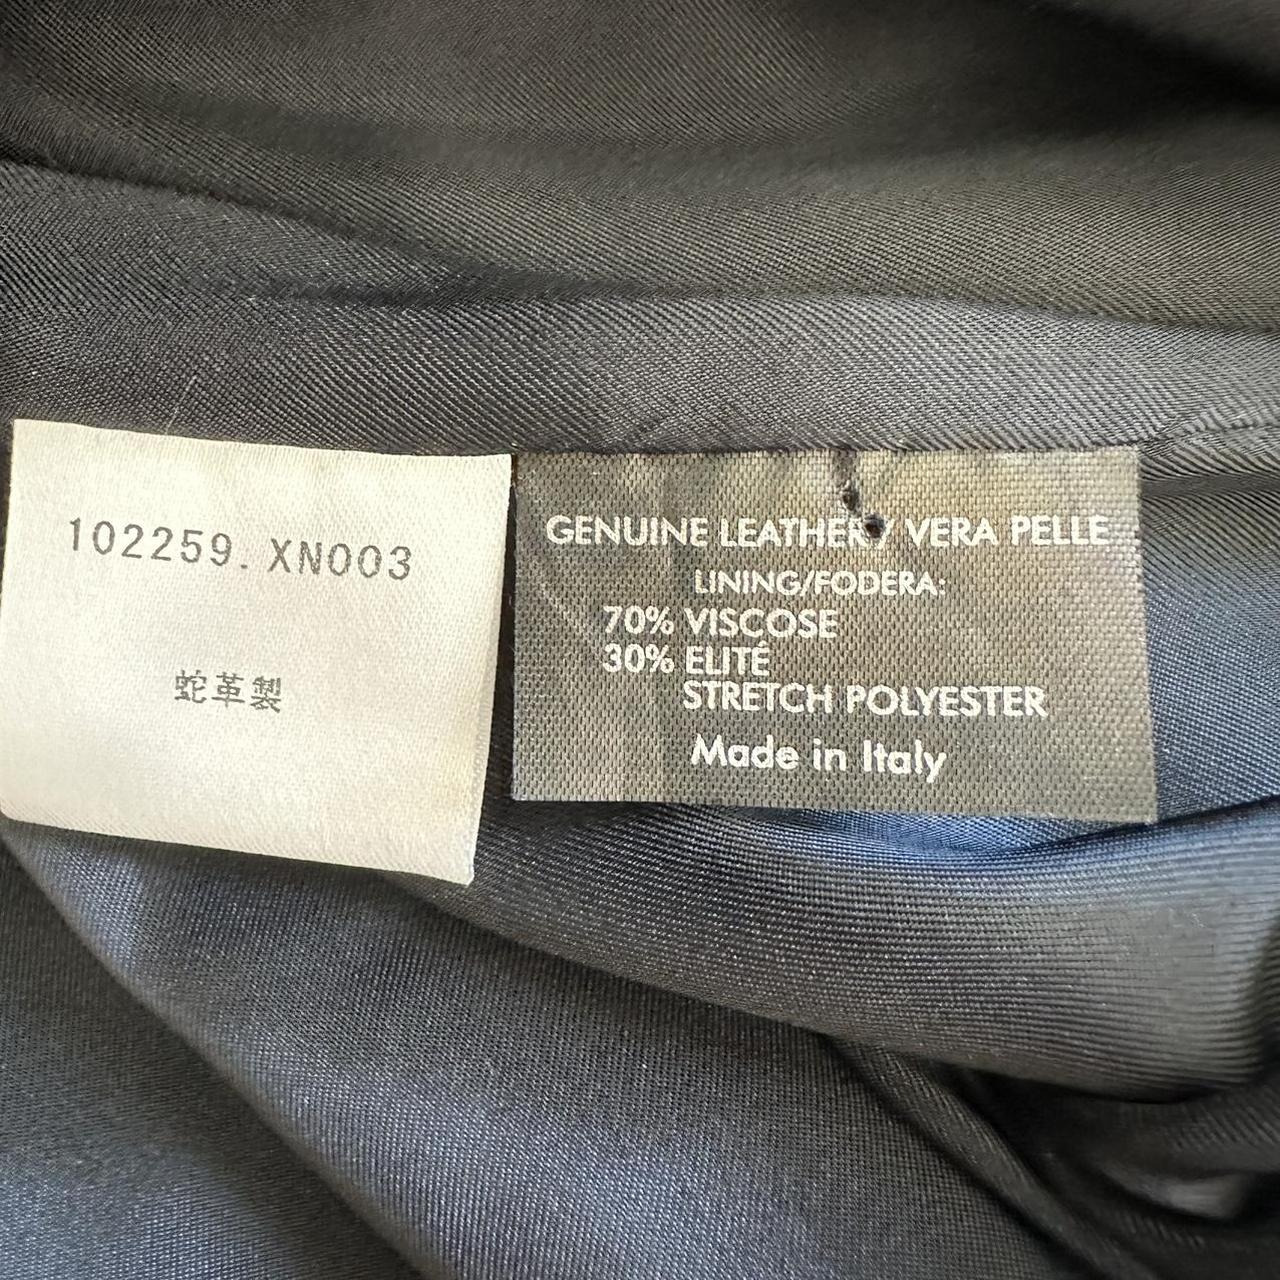 102259.XN003
蛇革製
GENUINE LEATHER/ VERA PELLE
LINING/FODERA:
70% VISCOSE
30% ELITÉ
STRETCH POLYESTER
Made in Italy